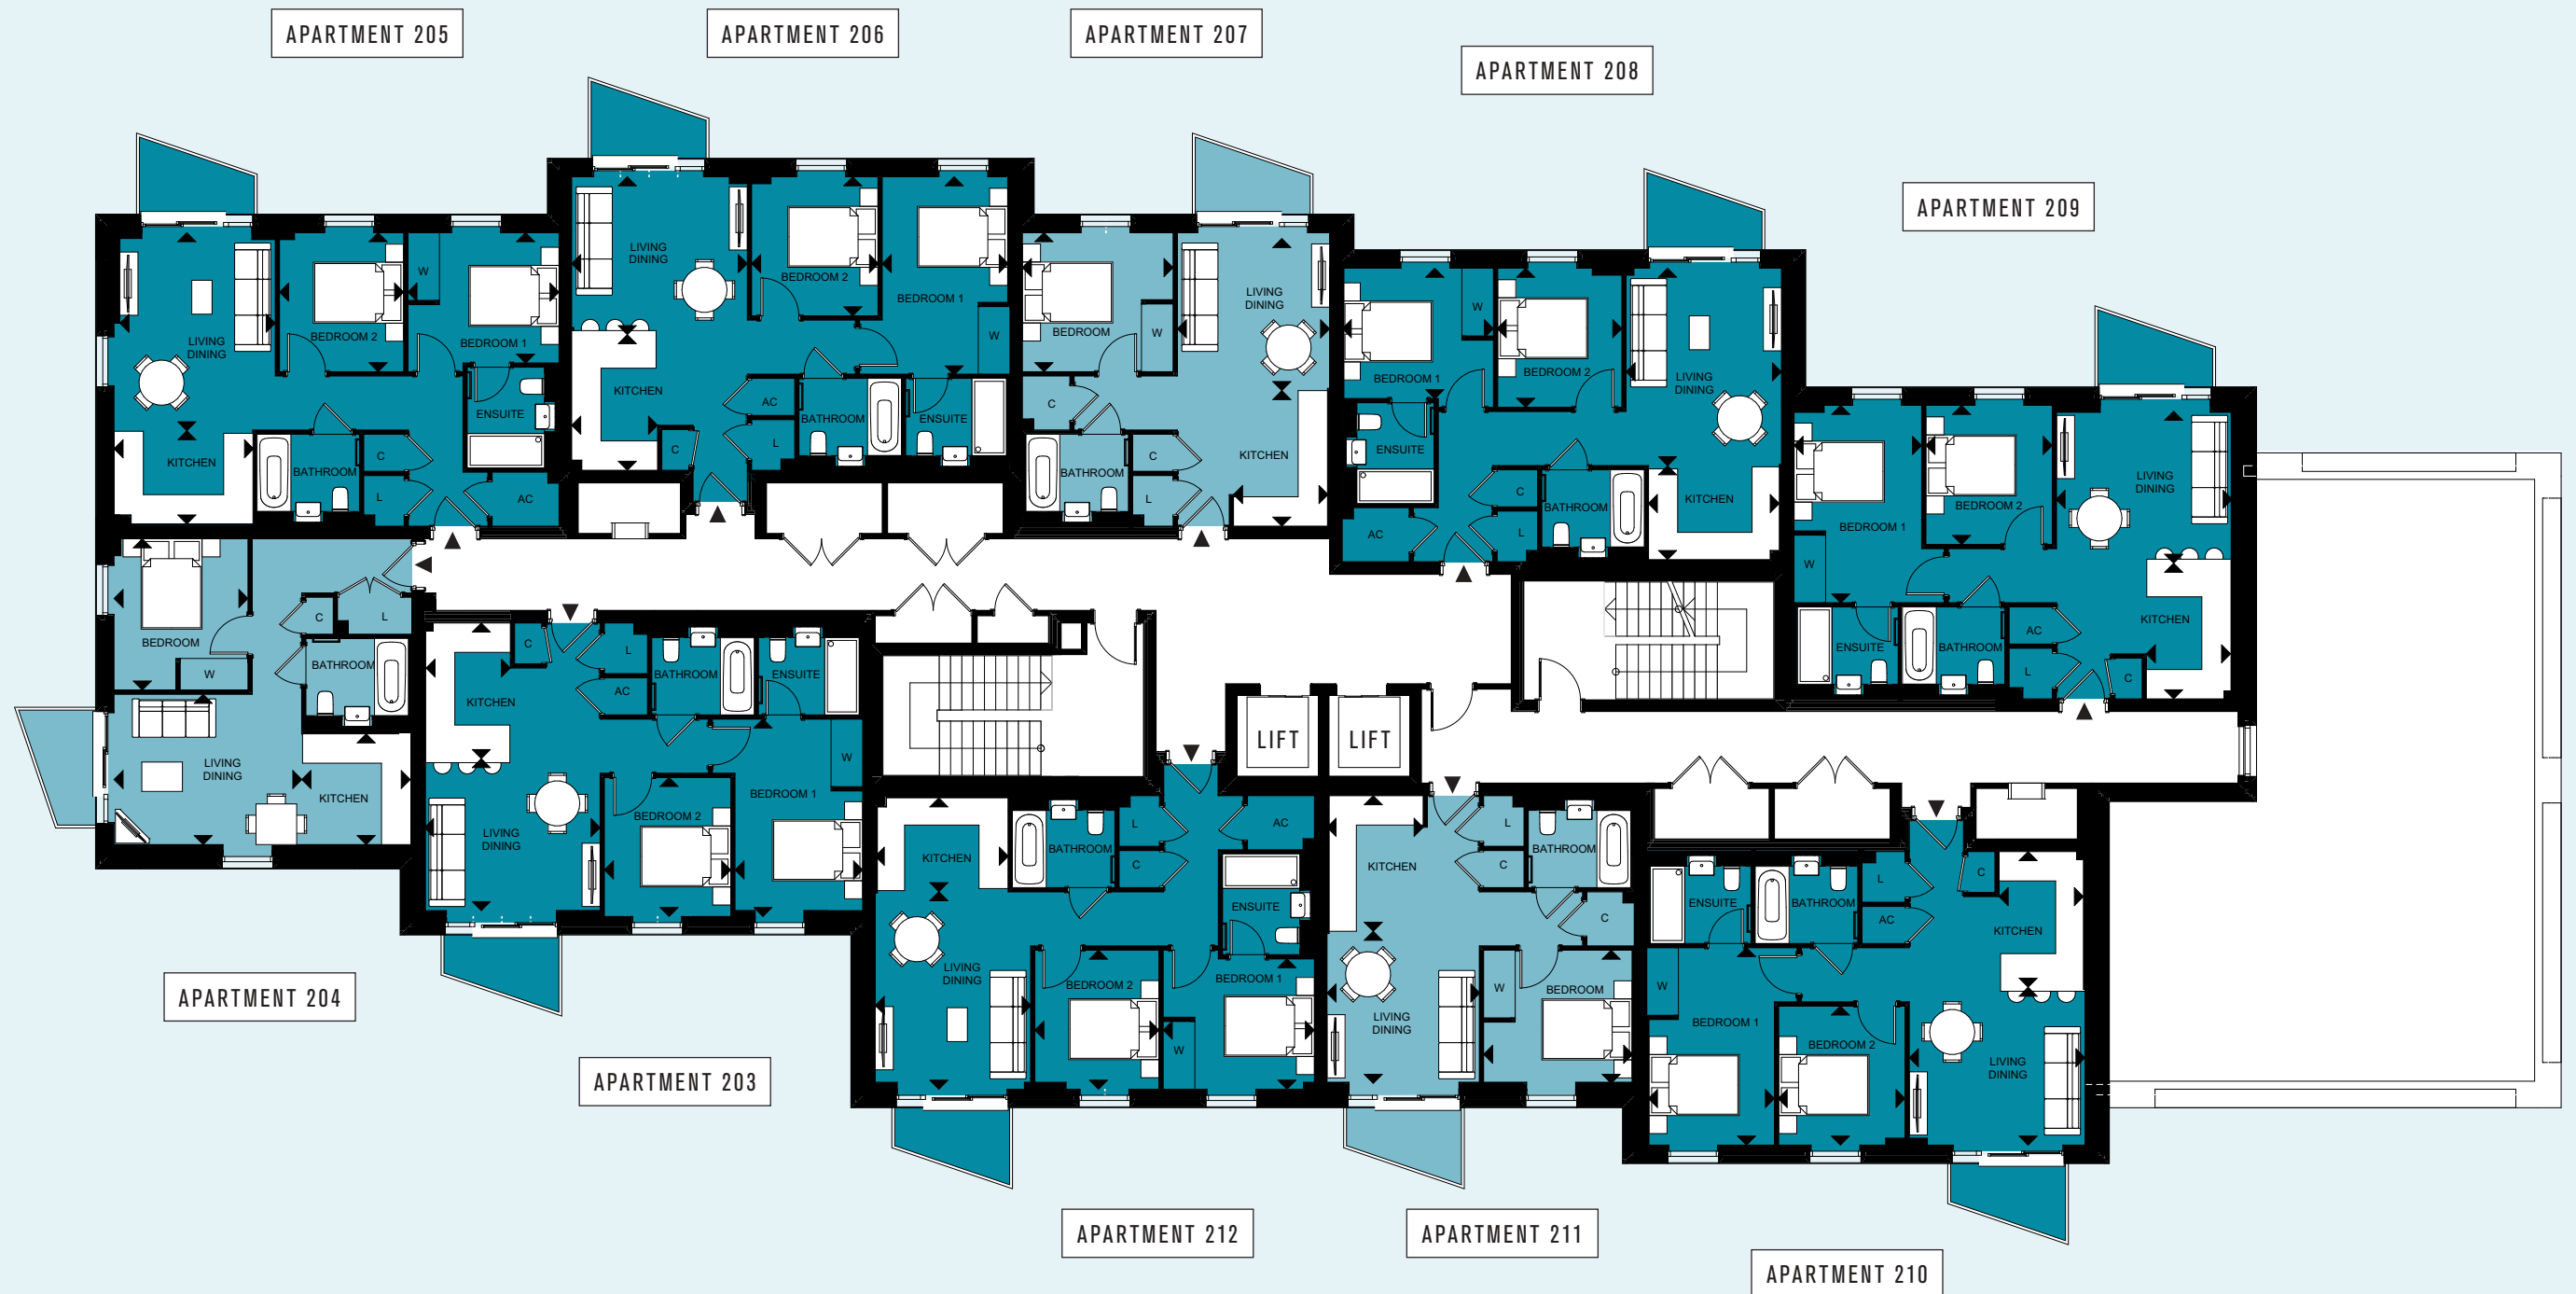 APARTMENT 205
APARTMENT 206
APARTMENT 207
APARTMENT 208
APARTMENT 209
LIVING
DINING
KITCHEN
BEDROOM 2
BEDROOM 1
W
ENSUITE
BATHROOM
C
L
AC
LIVING
DINING
KITCHEN
BEDROOM 2
BEDROOM 1
W
AC
L
C
BATHROOM
ENSUITE
BEDROOM
W
LIVING
DINING
KITCHEN
C
BATHROOM
C
L
BEDROOM 1
W
BEDROOM 2
LIVING
DINING
KITCHEN
ENSUITE
AC
C
L
BATHROOM
BEDROOM 1
W
BEDROOM 2
LIVING
DINING
KITCHEN
ENSUITE
BATHROOM
AC
L
C
BEDROOM
W
C
L
BATHROOM
LIVING
DINING
KITCHEN
KITCHEN
C
L
AC
BATHROOM
ENSUITE
W
BEDROOM 1
BEDROOM 2
LIVING
DINING
LIFT
LIFT
KITCHEN
BATHROOM
L
C
AC
ENSUITE
LIVING
DINING
BEDROOM 2
BEDROOM 1
W
KITCHEN
L
C
BATHROOM
C
W
BEDROOM
LIVING
DINING
ENSUITE
BATHROOM
L
AC
C
KITCHEN
W
BEDROOM 1
BEDROOM 2
LIVING
DINING
APARTMENT 204
APARTMENT 203
APARTMENT 212
APARTMENT 211
APARTMENT 210